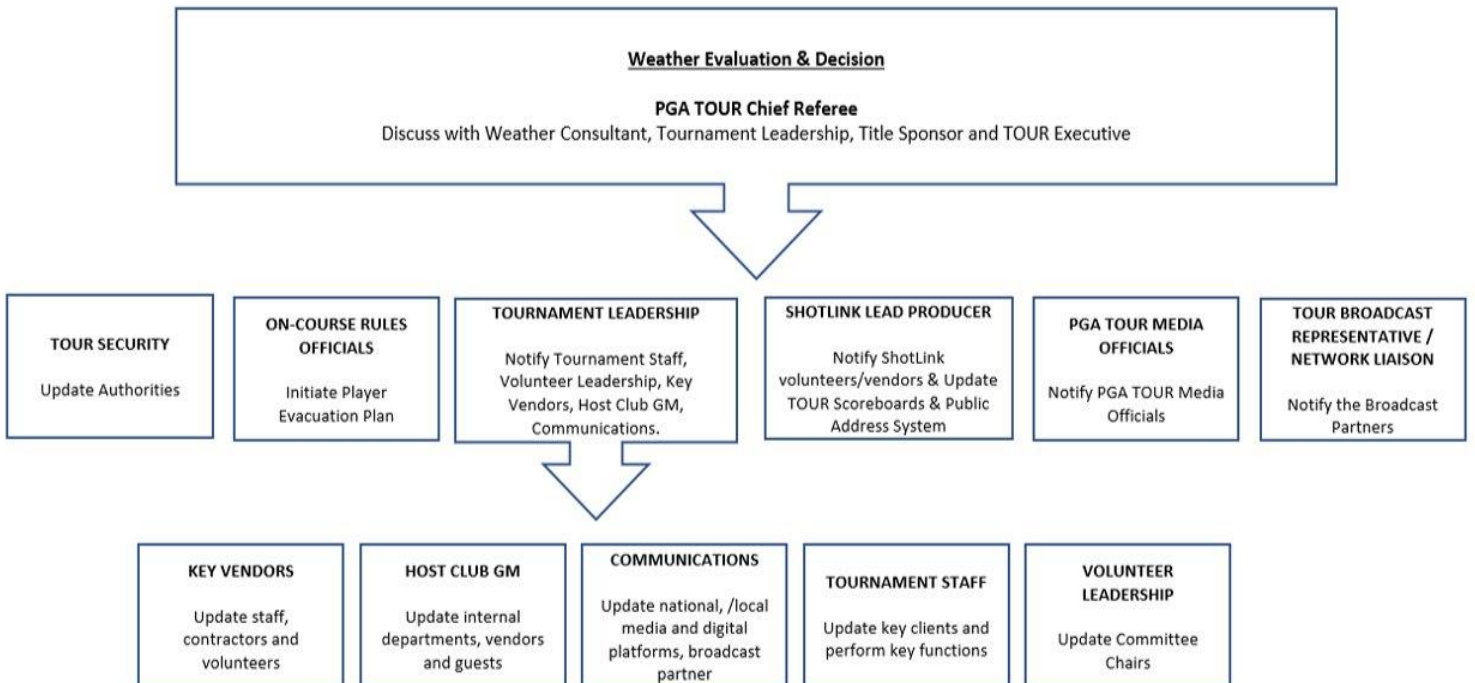 Weather Evaluation & Decision
PGA TOUR Chief Referee
Discuss with Weather Consultant, Tournament Leadership, Title Sponsor and TOUR Executive
TOUR SECURITY
Update Authorities
ON-COURSE RULES
OFFICIALS
Initiate Player
Evacuation Plan
TOURNAMENT LEADERSHIP
Notify Tournament Staff,
Volunteer Leadership, Key
Vendors, Host Club GM,
Communications.
SHOTLINK LEAD PRODUCER
Notify ShotLink
volunteers/vendors & Update
TOUR Scoreboards & Public
Address System
PGA TOUR MEDIA
OFFICIALS
Notify PGA TOUR Media
Officials
TOUR BROADCAST
REPRESENTATIVE /
NETWORK LIAISON
Notify the Broadcast
Partners
KEY VENDORS
Update staff,
contractors and
volunteers
HOST CLUB GM
Update internal
departments, vendors
and guests
COMMUNICATIONS
Update national, /local
media and digital
platforms, broadcast
partner
TOURNAMENT STAFF
Update key clients and
perform key functions
VOLUNTEER
LEADERSHIP
Update Committee
Chairs